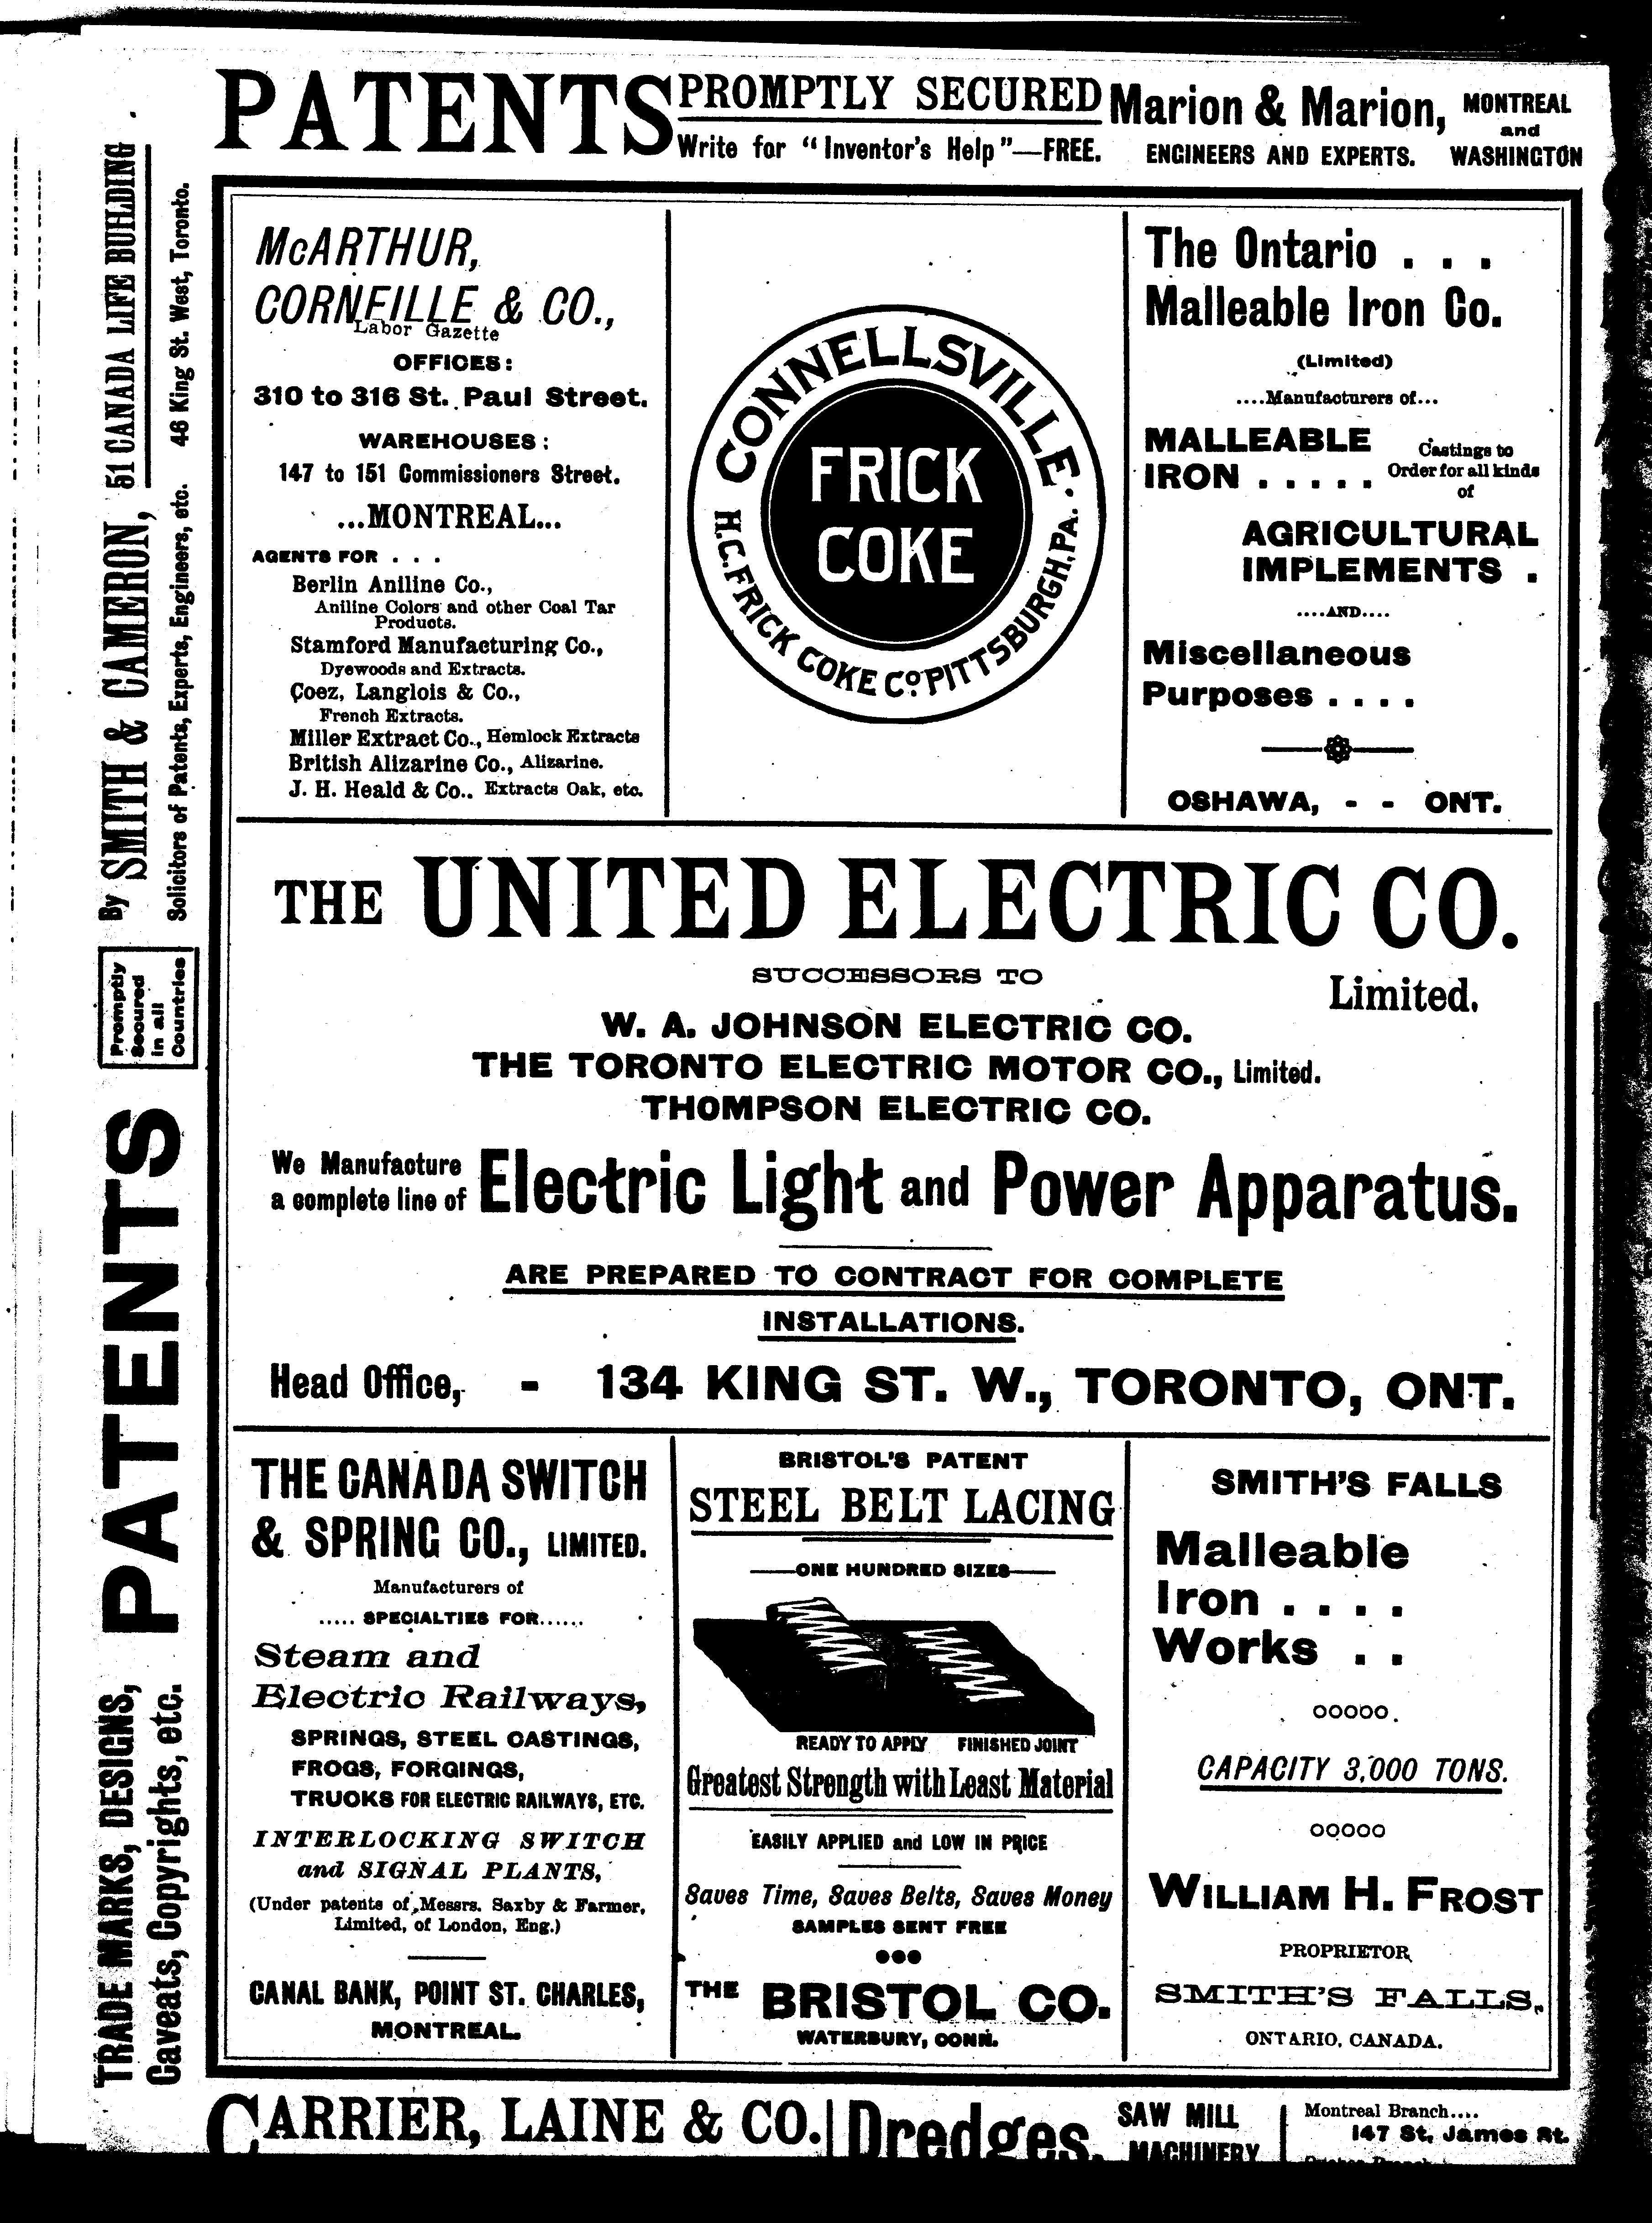 PATENTS PROMPTLY SECURED
Write for "Inventor's Help"—FREE.
Marion & Marion,
ENGINEERS AND EXPERTS.
MONTREAL
and
WASHINGTON
PATENTS
Promptly
Secured
in all
Countries
By SMITH & CAMERON, 51 CANADA LIFE BUILDING
Solicitors of Patents, Experts, Engineers, etc. 46 King St. West, Toronto.
TRADE MARKS, DESIGNS,
Caveats, Copyrights, etc.
McARTHUR,
CORNEILLE & CO.,
Labor Gazette
OFFICES:
310 to 316 St. Paul Street.
WAREHOUSES:
147 to 151 Commissioners Street.
...MONTREAL...
AGENTS FOR . . .
Berlin Aniline Co.,
Aniline Colors and other Coal Tar
Products.
Stamford Manufacturing Co.,
Dyewoods and Extracts.
Coez, Langlois & Co.,
French Extracts.
Miller Extract Co., Hemlock Extracts
British Alizarine Co., Alizarine.
J. H. Heald & Co.. Extracts Oak, etc.
CONNELLSVILLE
FRICK
COKE
H.C. FRICK COKE Co. PITTSBURGH, PA.
The Ontario . . .
Malleable Iron Co.
(Limited)
....Manufacturers of...
MALLEABLE
IRON . . . . .
Castings to
Order for all kinds
of
AGRICULTURAL
IMPLEMENTS .
....AND....
Miscellaneous
Purposes . . . .
OSHAWA, - - ONT.
THE UNITED ELECTRIC CO.
Limited.
SUCCESSORS TO
W. A. JOHNSON ELECTRIC CO.
THE TORONTO ELECTRIC MOTOR CO., Limited.
THOMPSON ELECTRIC CO.
We Manufacture
a complete line of
Electric Light and Power Apparatus.
ARE PREPARED TO CONTRACT FOR COMPLETE
INSTALLATIONS.
Head Office, - 134 KING ST. W., TORONTO, ONT.
THE CANADA SWITCH
& SPRING CO., LIMITED.
Manufacturers of
..... SPECIALTIES FOR......
Steam and
Electric Railways,
SPRINGS, STEEL CASTINGS,
FROGS, FORGINGS,
TRUCKS FOR ELECTRIC RAILWAYS, ETC.
INTERLOCKING SWITCH
and SIGNAL PLANTS,
(Under patents of Messrs. Saxby & Farmer,
Limited, of London, Eng.)
CANAL BANK, POINT ST. CHARLES,
MONTREAL.
BRISTOL'S PATENT
STEEL BELT LACING
ONE HUNDRED SIZES
READY TO APPLY FINISHED JOINT
Greatest Strength with Least Material
EASILY APPLIED and LOW IN PRICE
Saves Time, Saves Belts, Saves Money
SAMPLES SENT FREE
THE BRISTOL CO.
WATERBURY, CONN.
SMITH'S FALLS
Malleable
Iron . . . .
Works . .
ooooo.
CAPACITY 3,000 TONS.
ooooo
WILLIAM H. FROST
PROPRIETOR
SMITH'S FALLS,
ONTARIO, CANADA.
CARRIER, LAINE & CO.
Dredges,
SAW MILL
MACHINERY
Montreal Branch....
147 St. James St.